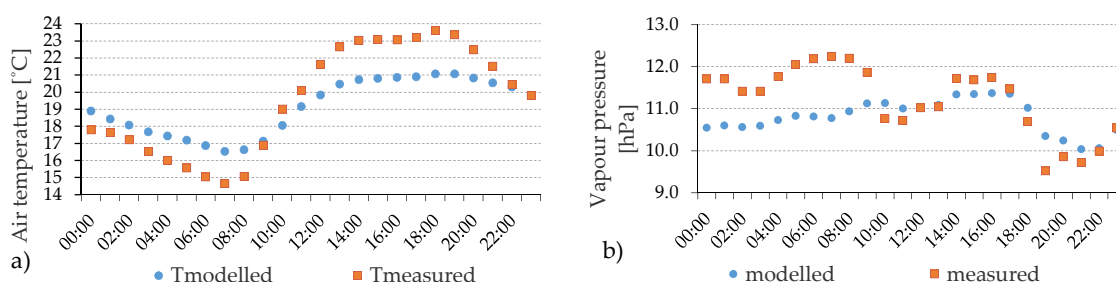 Air temperature [˚C]
24
23
22
21
20
19
18
17
16
15
14
00:00 02:00 04:00 06:00 08:00 10:00 12:00 14:00 16:00 18:00 20:00 22:00
a)
Tmodelled Tmeasured
Vapour pressure
[hPa]
13.0
12.0
11.0
10.0
9.0
00:00 02:00 04:00 06:00 08:00 10:00 12:00 14:00 16:00 18:00 20:00 22:00
b)
modelled measured